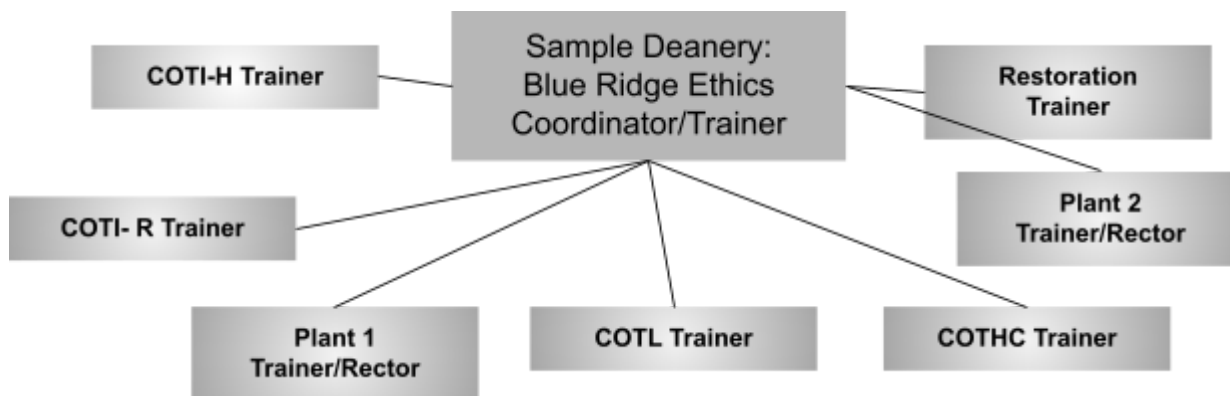 Sample Deanery:
Blue Ridge Ethics
Coordinator/Trainer
COTI-H Trainer
Restoration
Trainer
COTI- R Trainer
Plant 2
Trainer/Rector
Plant 1
Trainer/Rector
COTL Trainer
COTHC Trainer